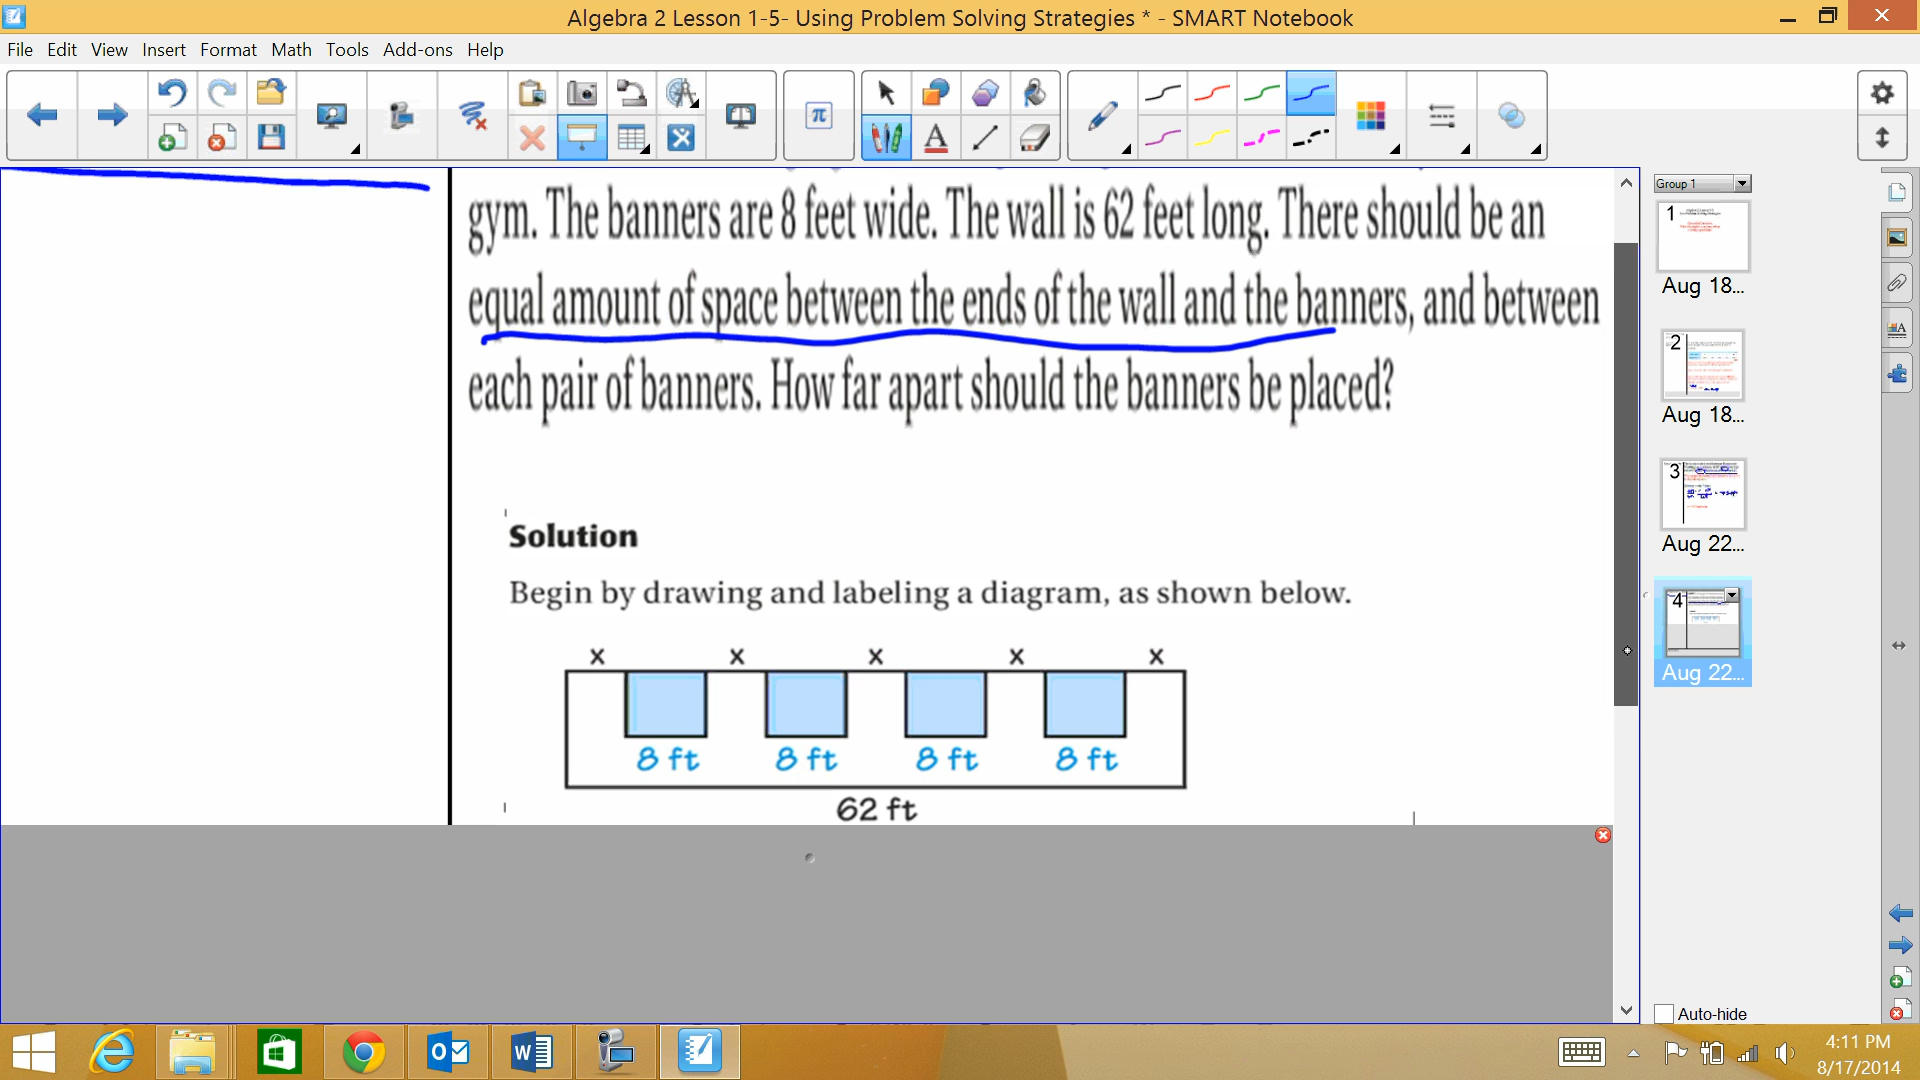 Algebra 2 Lesson 1-5- Using Problem Solving Strategies * - SMART Notebook
File Edit View Insert Format Math Tools Add-ons Help
gym. The banners are 8 feet wide. The wall is 62 feet long. There should be an
equal amount of space between the ends of the wall and the banners, and between
each pair of banners. How far apart should the banners be placed?
Solution
Begin by drawing and labeling a diagram, as shown below.
x x x x x
8 ft 8 ft 8 ft 8 ft
62 ft
Group 1
1
Aug 18...
2
Aug 18...
3
Aug 22...
4
Aug 22...
Auto-hide
4:11 PM
8/17/2014